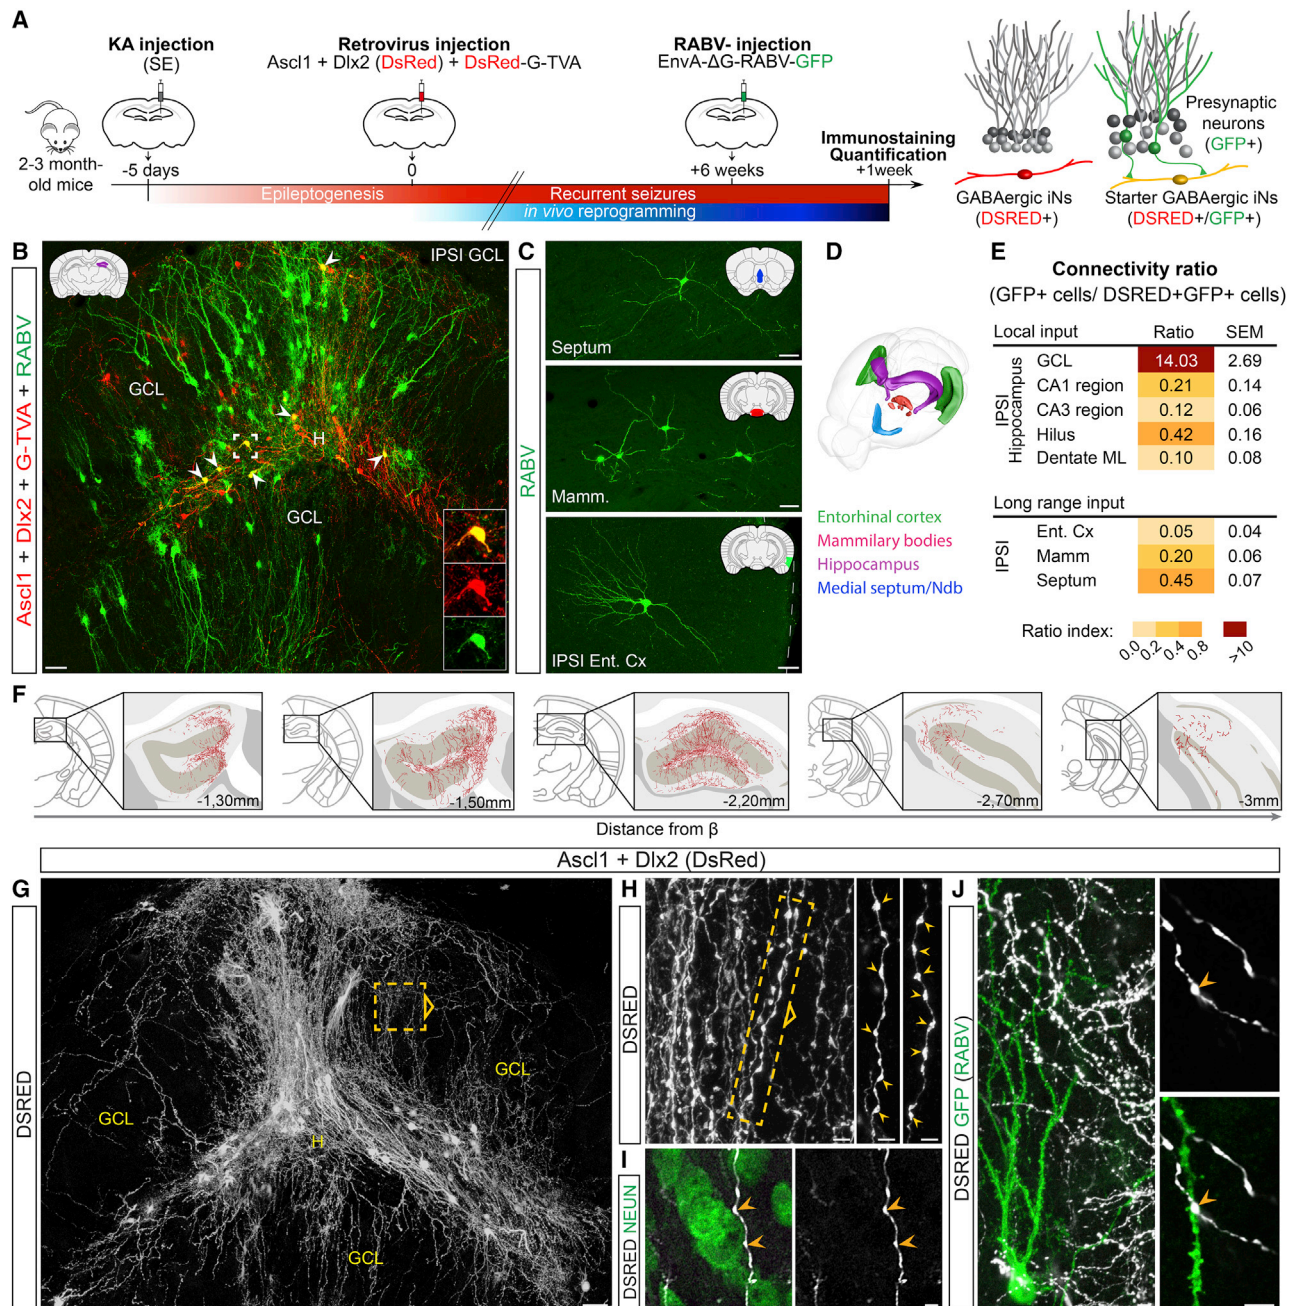 A
KA injection
(SE)
Retrovirus injection
Ascl1 + Dlx2 (DsRed) + DsRed-G-TVA
RABV- injection
EnvA-ΔG-RABV-GFP
2-3 month-
old mice
-5 days
0
+6 weeks
Immunostaining
Quantification
+1week
Epileptogenesis
Recurrent seizures
in vivo reprogramming
Presynaptic
neurons
(GFP+)
GABAergic iNs
(DSRED+)
Starter GABAergic iNs
(DSRED+/GFP+)
B
Ascl1 + Dlx2 + G-TVA + RABV
IPSI GCL
GCL
H
GCL
C
RABV
Septum
Mamm.
IPSI Ent. Cx
D
Entorhinal cortex
Mammilary bodies
Hippocampus
Medial septum/Ndb
E
Connectivity ratio
(GFP+ cells/ DSRED+GFP+ cells)
Local input Ratio SEM
IPSI
Hippocampus
GCL 14.03 2.69
CA1 region 0.21 0.14
CA3 region 0.12 0.06
Hilus 0.42 0.16
Dentate ML 0.10 0.08
Long range input
IPSI
Ent. Cx 0.05 0.04
Mamm 0.20 0.06
Septum 0.45 0.07
Ratio index:
0.0 0.2 0.4 0.8 >10
F
-1,30mm
-1,50mm
-2,20mm
-2,70mm
-3mm
Distance from β
Ascl1 + Dlx2 (DsRed)
G
DSRED
GCL
GCL
H
GCL
H
DSRED
I
DSRED NEUN
J
DSRED GFP (RABV)